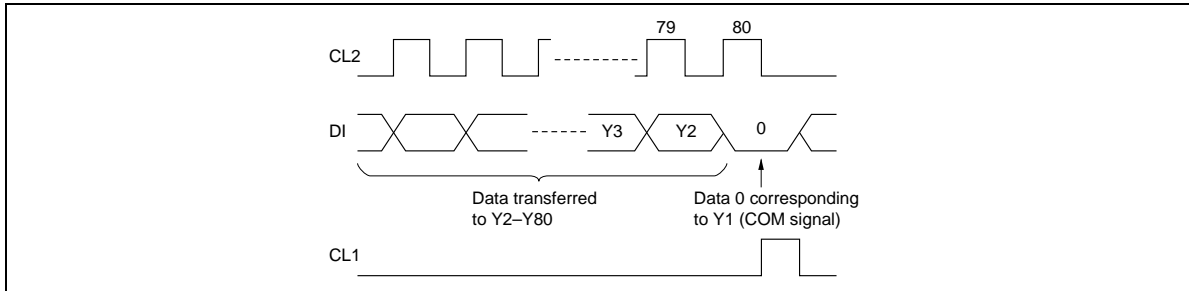 79 80
CL2
DI
Y3 Y2 0
Data transferred
to Y2–Y80
Data 0 corresponding
to Y1 (COM signal)
CL1